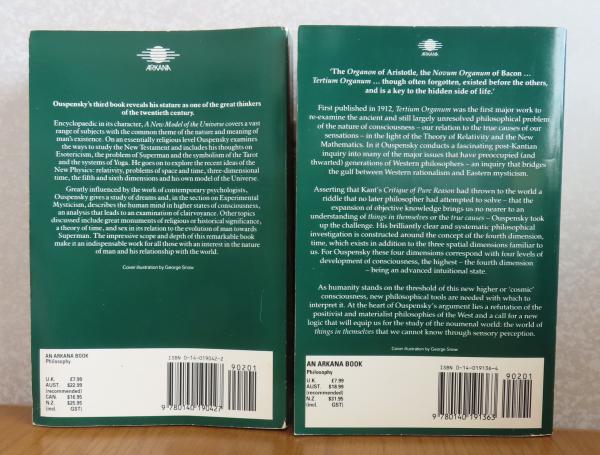 ARKANA
Ouspensky's third book reveals his stature as one of the great thinkers
of the twentieth century.
Encyclopaedic in its character, A New Model of the Universe covers a vast
range of subjects with the common theme of the nature and meaning of
man's existence. On an essentially religious level Ouspensky examines
the ways to study the New Testament and includes his thoughts on
Esotericism, the problem of Superman and the symbolism of the Tarot
and the systems of Yoga. He goes on to explore the recent ideas of the
New Physics: relativity, problems of space and time, three-dimensional
time, the fifth and sixth dimensions and his own model of the Universe.
Greatly influenced by the work of contemporary psychologists,
Ouspensky gives a study of dreams and, in the section on Experimental
Mysticism, describes the human mind in higher states of consciousness,
an analysis that leads to an examination of clairvoyance. Other topics
discussed include great monuments of religious or historical significance,
a theory of time, and sex in its relation to the evolution of man towards
Superman. The impressive scope and depth of this remarkable book
make it an indispensable work for all those with an interest in the nature
of man and his relationship with the world.
Cover illustration by George Snow
AN ARKANA BOOK
Philosophy
U.K. £7.99
AUST. $22.99
(recommended)
CAN. $16.95
N.Z. $25.95
(incl. GST)
ISBN 0-14-019042-2
90201
9 780140 190427
ARKANA
'The Organon of Aristotle, the Novum Organum of Bacon ...
Tertium Organum ... though often forgotten, existed before the others,
and is a key to the hidden side of life.'
First published in 1912, Tertium Organum was the first major work to
re-examine the ancient and still largely unresolved philosophical problem
of the nature of consciousness – our relation to the true causes of our
sensations – in the light of the Theory of Relativity and the New
Mathematics. In it Ouspensky conducts a fascinating post-Kantian
inquiry into many of the major issues that have preoccupied (and
thwarted) generations of Western philosophers – an inquiry that bridges
the gulf between Western rationalism and Eastern mysticism.
Asserting that Kant's Critique of Pure Reason had thrown to the world a
riddle that no later philosopher had attempted to solve – that the
expansion of objective knowledge brings us no nearer to an
understanding of things in themselves or the true causes – Ouspensky took
up the challenge. His brilliantly clear and systematic philosophical
investigation is constructed around the concept of the fourth dimension,
time, which exists in addition to the three spatial dimensions familiar to
us. For Ouspensky these four dimensions correspond with four levels of
development of consciousness, the highest – the fourth dimension
– being an advanced intuitional state.
As humanity stands on the threshold of this new higher or 'cosmic'
consciousness, new philosophical tools are needed with which to
interpret it. At the heart of Ouspensky's argument lies a refutation of the
positivist and materialist philosophies of the West and a call for a new
logic that will equip us for the study of the noumenal world: the world of
things in themselves that we cannot know through sensory perception.
Cover illustration by George Snow
AN ARKANA BOOK
Philosophy
U.K. £7.99
AUST. $18.99
(recommended)
N.Z. $31.95
(incl. GST)
ISBN 0-14-019136-4
90201
9 780140 191363